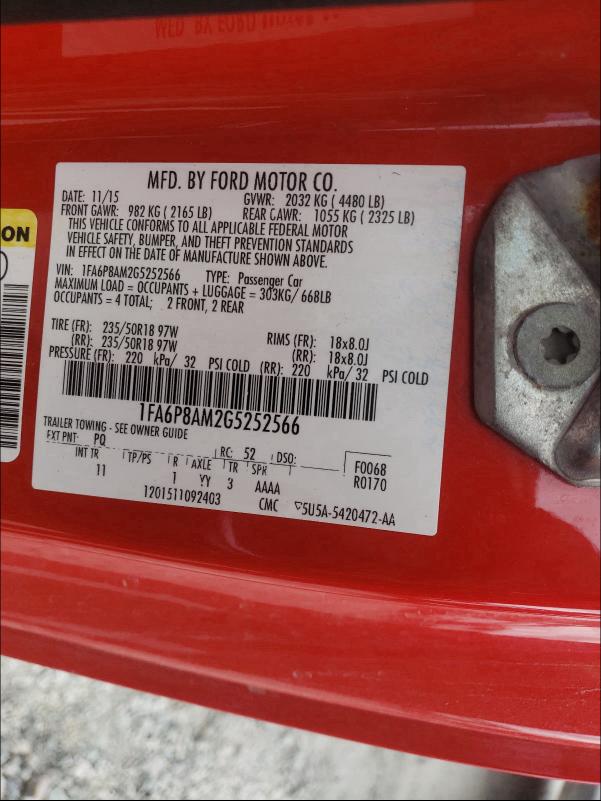 MFD. BY FORD MOTOR CO.
DATE: 11/15 GVWR: 2032 KG ( 4480 LB)
FRONT GAWR: 982 KG ( 2165 LB) REAR GAWR: 1055 KG ( 2325 LB)
THIS VEHICLE CONFORMS TO ALL APPLICABLE FEDERAL MOTOR
VEHICLE SAFETY, BUMPER, AND THEFT PREVENTION STANDARDS
IN EFFECT ON THE DATE OF MANUFACTURE SHOWN ABOVE.
VIN: 1FA6P8AM2G5252566 TYPE: Passenger Car
MAXIMUM LOAD = OCCUPANTS + LUGGAGE = 303KG/ 668LB
OCCUPANTS = 4 TOTAL; 2 FRONT, 2 REAR
TIRE (FR): 235/50R18 97W RIMS (FR): 18x8.0J
(RR): 235/50R18 97W (RR): 18x8.0J
PRESSURE (FR): 220 kPa/ 32 PSI COLD (RR): 220 kPa/ 32 PSI COLD
1FA6P8AM2G5252566
TRAILER TOWING - SEE OWNER GUIDE
EXT PNT: PQ RC: 52 DSO: F0068
INT TR TP/PS R AXLE TR SPR R0170
11 1 YY 3 AAAA
1201511092403 CMC 5U5A-5420472-AA
ION